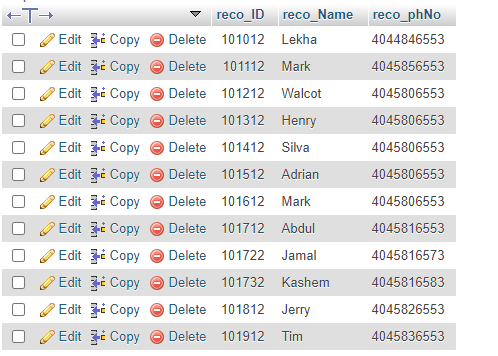 reco_ID reco_Name reco_phNo
Edit Copy Delete 101012 Lekha 4044846553
Edit Copy Delete 101112 Mark 4045856553
Edit Copy Delete 101212 Walcot 4045806553
Edit Copy Delete 101312 Henry 4045806553
Edit Copy Delete 101412 Silva 4045806553
Edit Copy Delete 101512 Adrian 4045806553
Edit Copy Delete 101612 Mark 4045806553
Edit Copy Delete 101712 Abdul 4045816553
Edit Copy Delete 101722 Jamal 4045816573
Edit Copy Delete 101732 Kashem 4045816583
Edit Copy Delete 101812 Jerry 4045826553
Edit Copy Delete 101912 Tim 4045836553